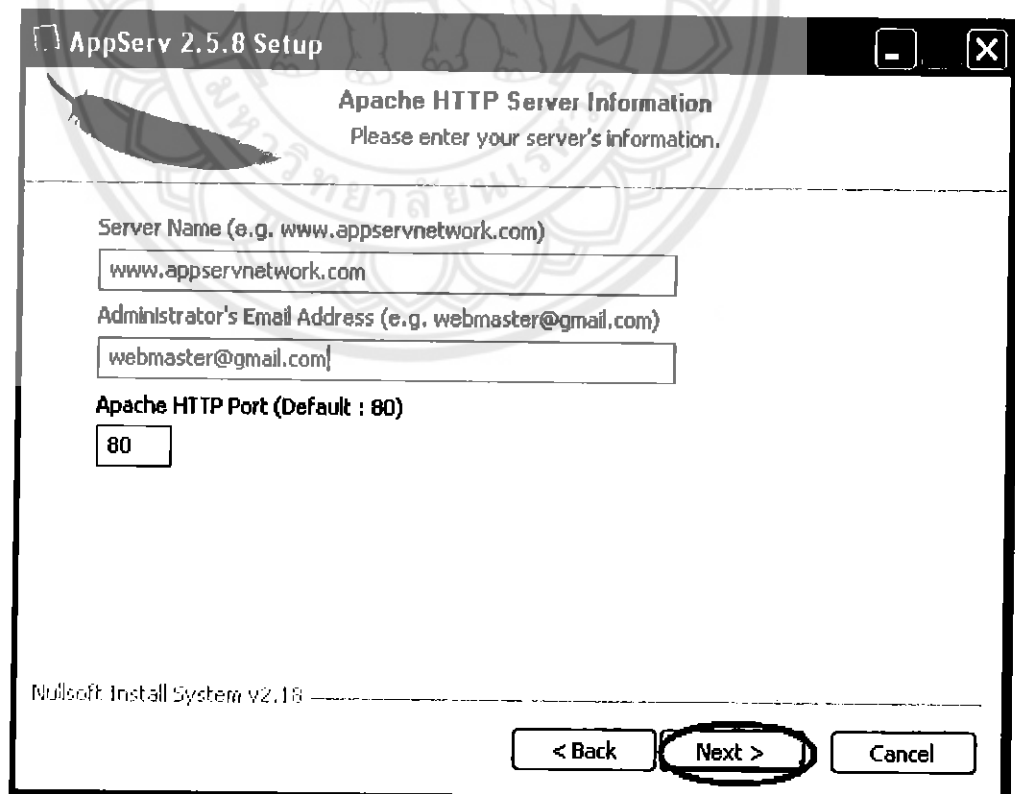 AppServ 2.5.8 Setup
Apache HTTP Server Information
Please enter your server's information.
Server Name (e.g. www.appservnetwork.com)
www.appservnetwork.com
Administrator's Email Address (e.g. webmaster@gmail.com)
webmaster@gmail.com
Apache HTTP Port (Default : 80)
80
Nullsoft Install System v2.18
< Back
Next >
Cancel